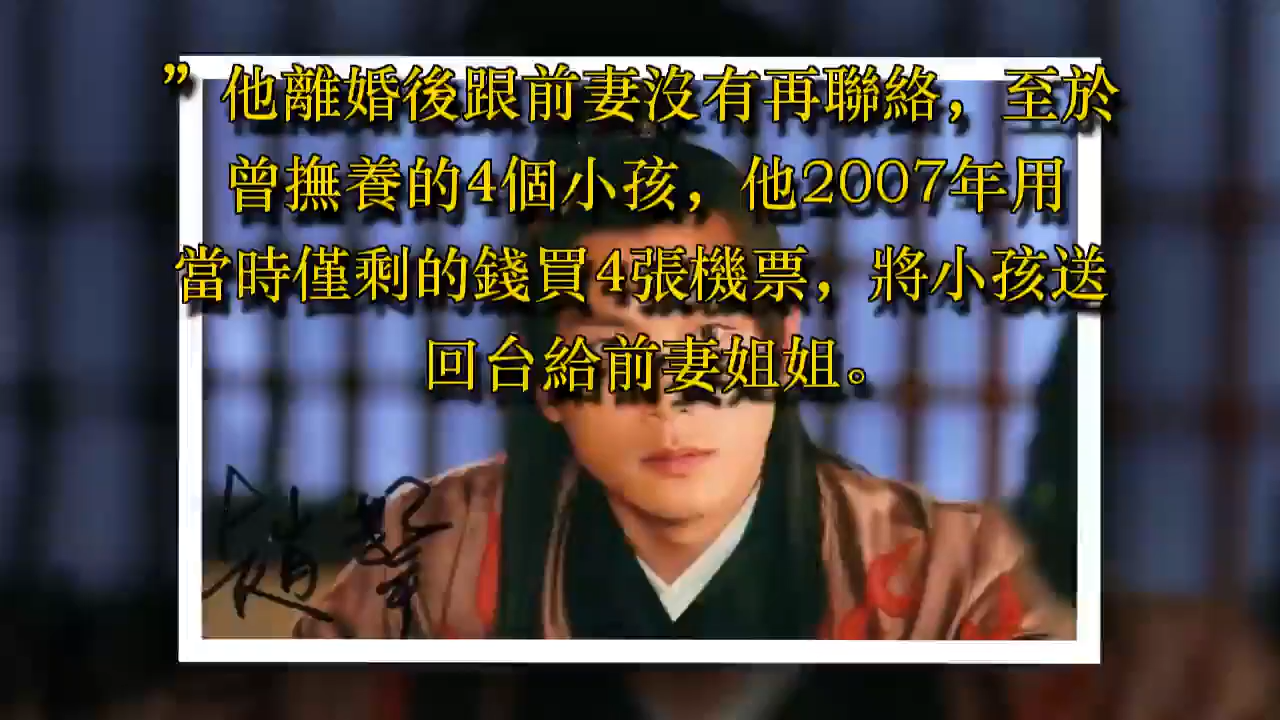 ”他離婚後跟前妻沒有再聯絡，至於
曾撫養的4個小孩，他2007年用
當時僅剩的錢買4張機票，將小孩送
回台給前妻姐姐。